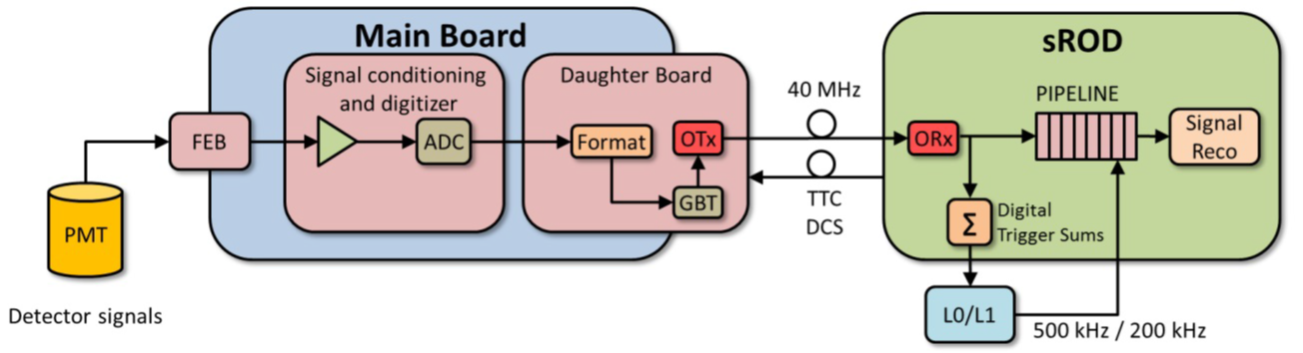 Main Board
sROD
Signal conditioning
and digitizer
Daughter Board
40 MHz
PIPELINE
FEB
ADC
Format
OTx
ORx
Signal
Reco
GBT
TTC
DCS
PMT
Σ
Digital
Trigger Sums
Detector signals
L0/L1
500 kHz / 200 kHz